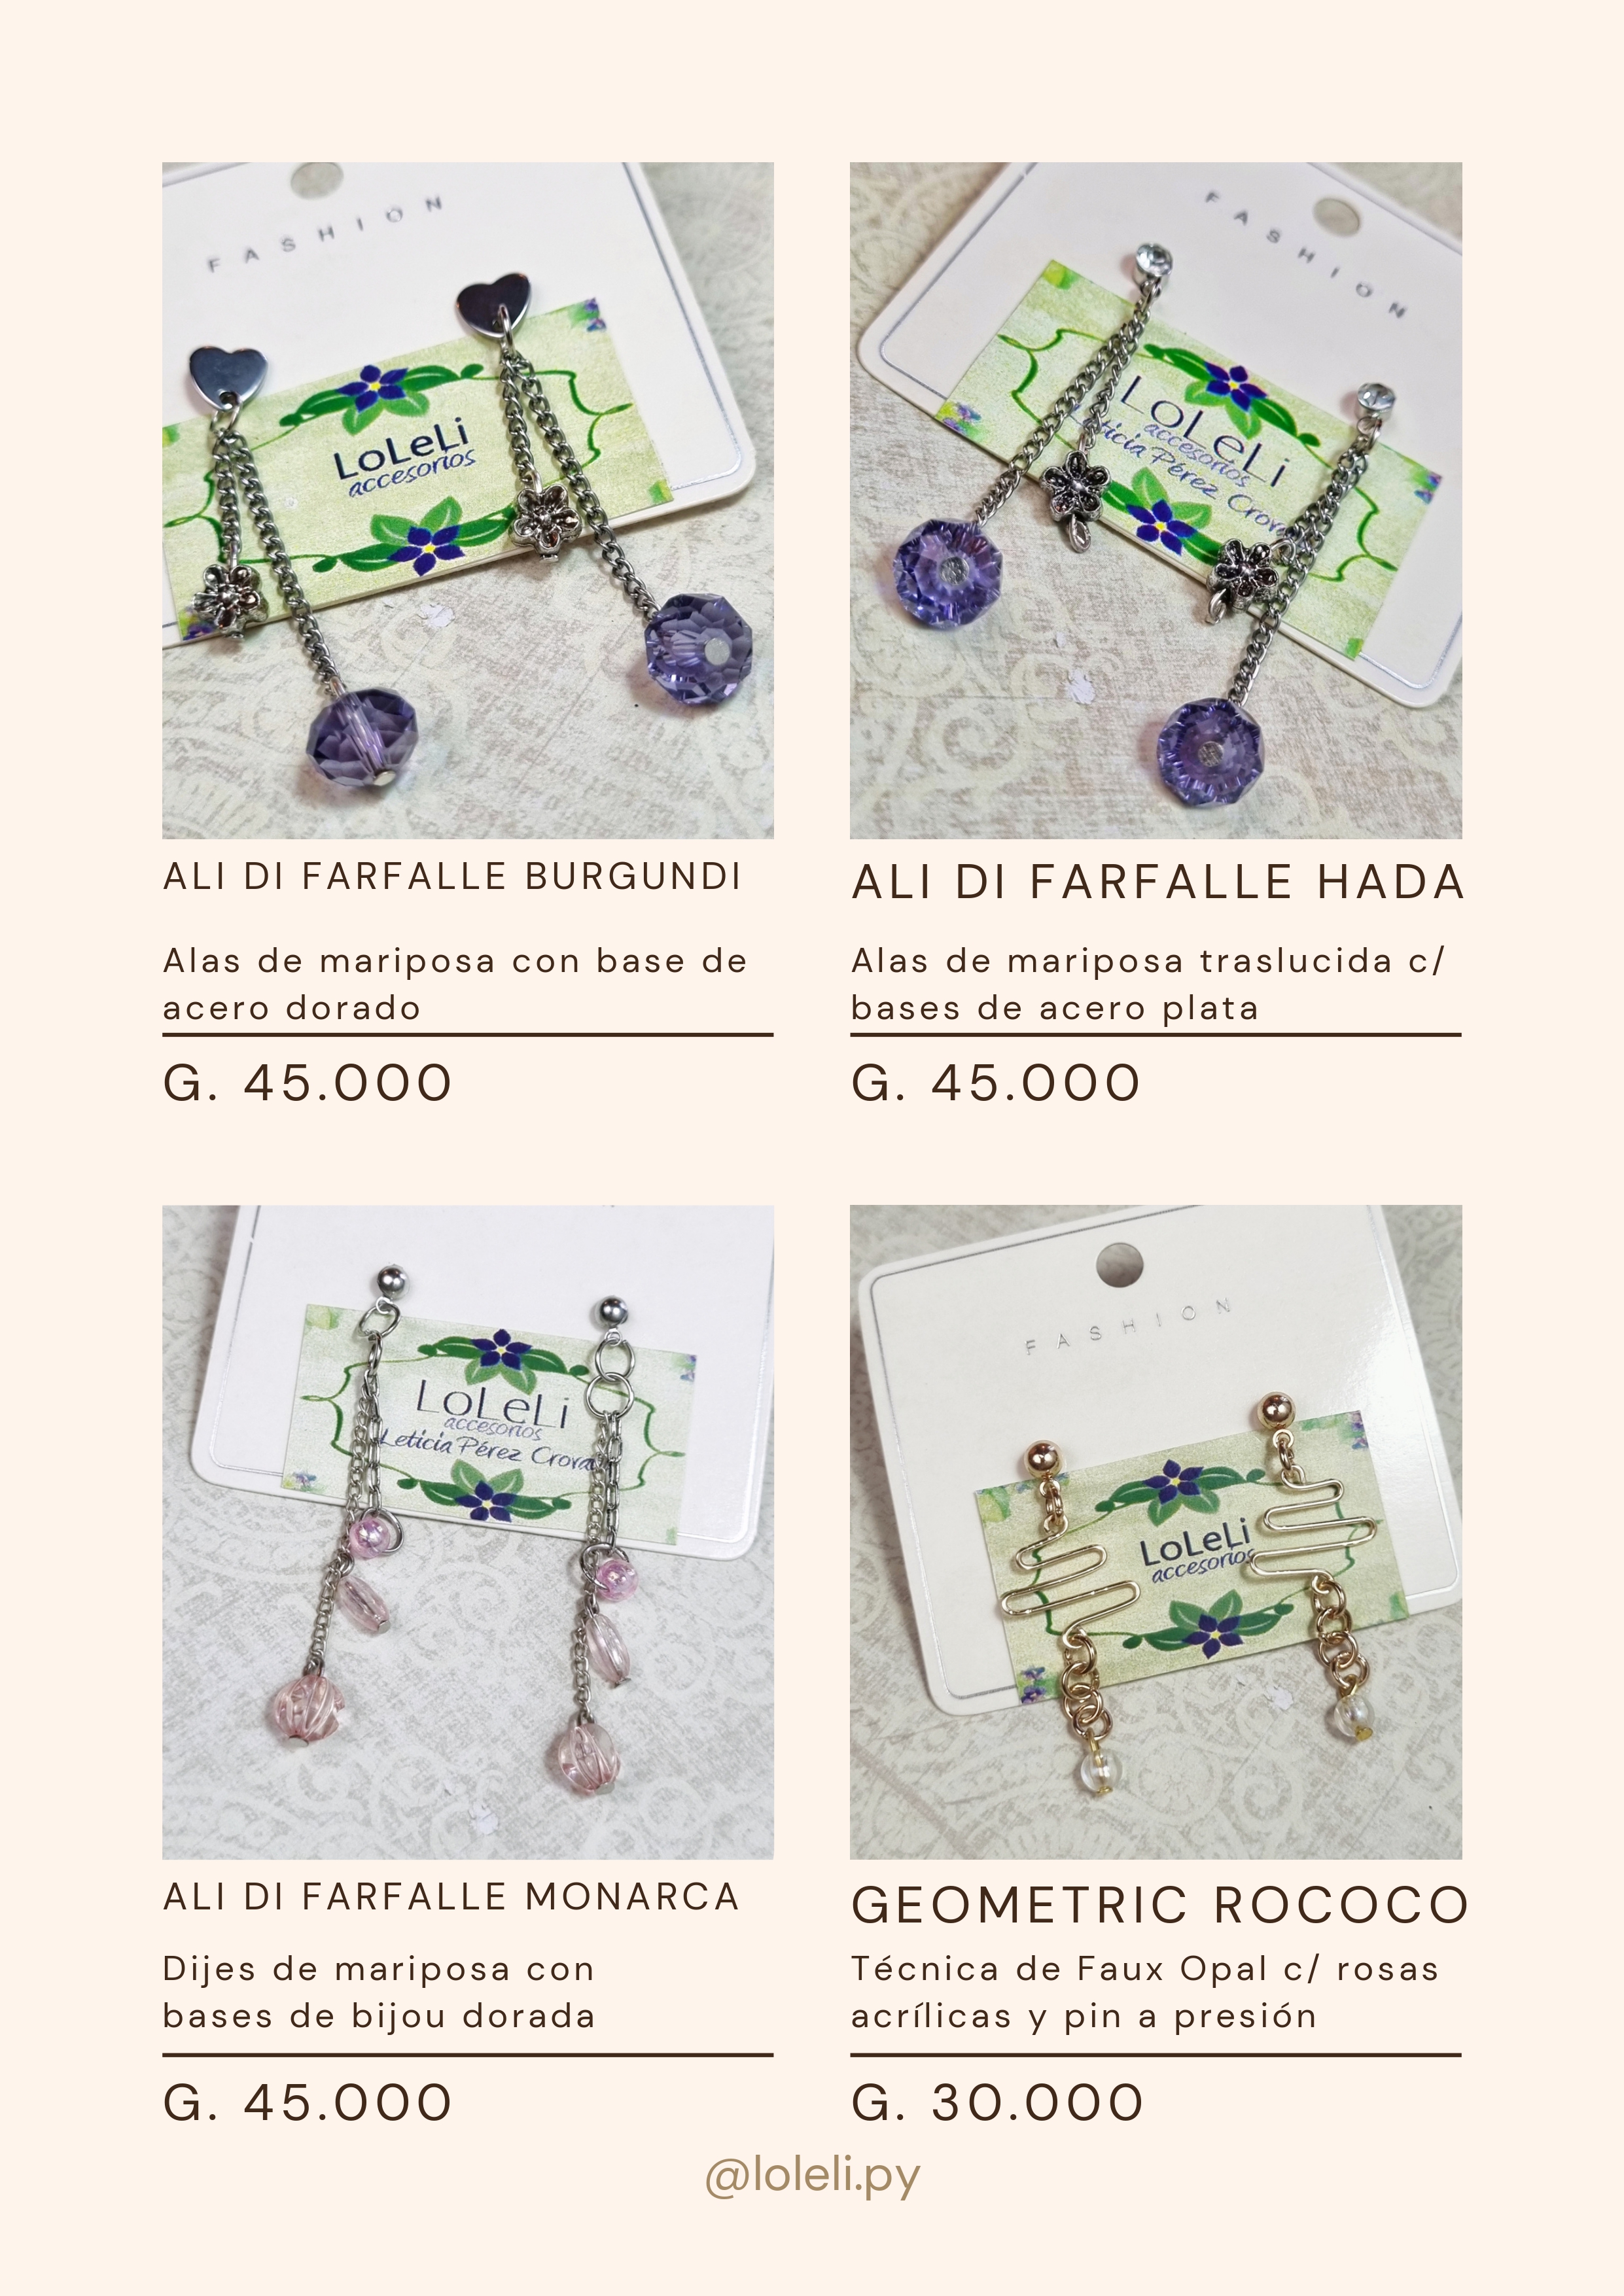 FASHION
LoLeLi
accesorios
ALI DI FARFALLE BURGUNDI
Alas de mariposa con base de
acero dorado
G. 45.000
FASHION
LoLeLi
accesorios
Leticia Pérez Crova
ALI DI FARFALLE HADA
Alas de mariposa traslucida c/
bases de acero plata
G. 45.000
LoLeLi
accesorios
Leticia Pérez Crova
ALI DI FARFALLE MONARCA
Dijes de mariposa con
bases de bijou dorada
G. 45.000
FASHION
LoLeLi
accesorios
GEOMETRIC ROCOCO
Técnica de Faux Opal c/ rosas
acrílicas y pin a presión
G. 30.000
@loleli.py